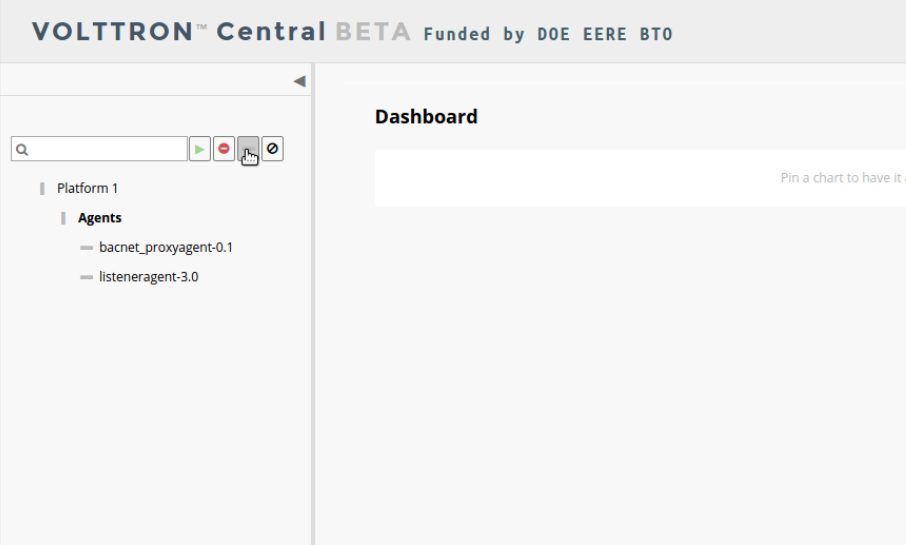 VOLTTRON™ Central BETA Funded by DOE EERE BTO
Dashboard
Pin a chart to have it
Platform 1
Agents
bacnet_proxyagent-0.1
listeneragent-3.0